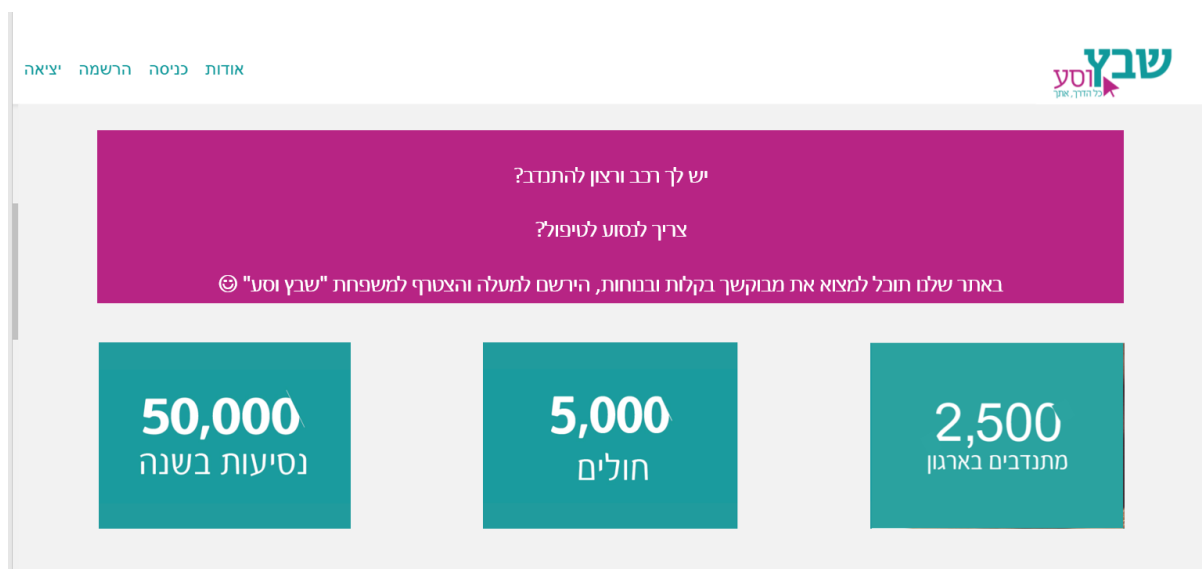 שבץ
וסע
כל הדרך, אתך
אודות כניסה הרשמה יציאה
יש לך רכב ורצון להתנדב?
צריך לנסוע לטיפול?
באתר שלנו תוכל למצוא את מבוקשך בקלות ובנוחות, הירשם למעלה והצטרף למשפחת "שבץ וסע" ☺
2,500
מתנדבים בארגון
5,000
חולים
50,000
נסיעות בשנה